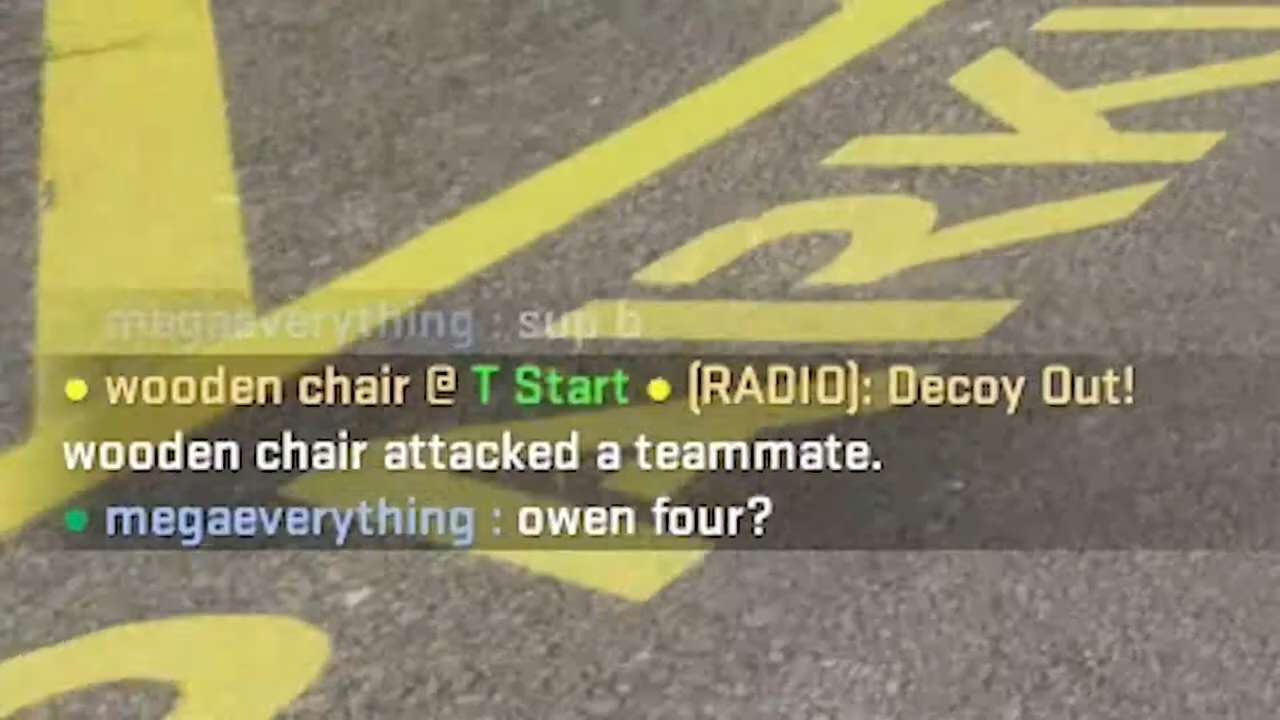 megaeverything : sup b
wooden chair @ T Start ● (RADIO): Decoy Out!
wooden chair attacked a teammate.
megaeverything : owen four?